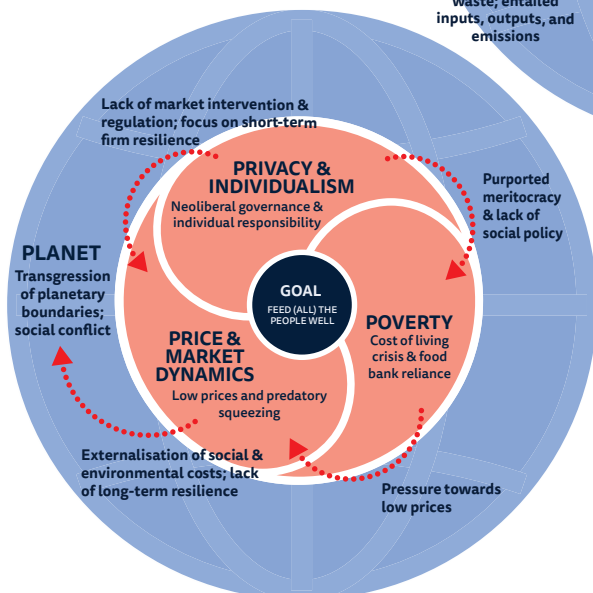 waste; entailed
inputs, outputs, and
emissions
Lack of market intervention &
regulation; focus on short-term
firm resilience
PRIVACY &
INDIVIDUALISM
Neoliberal governance &
individual responsibility
Purported
meritocracy
& lack of
social policy
PLANET
Transgression
of planetary
boundaries;
social conflict
GOAL
FEED (ALL) THE
PEOPLE WELL
POVERTY
Cost of living
crisis & food
bank reliance
PRICE &
MARKET
DYNAMICS
Low prices and predatory
squeezing
Externalisation of social &
environmental costs; lack
of long-term resilience
Pressure towards
low prices